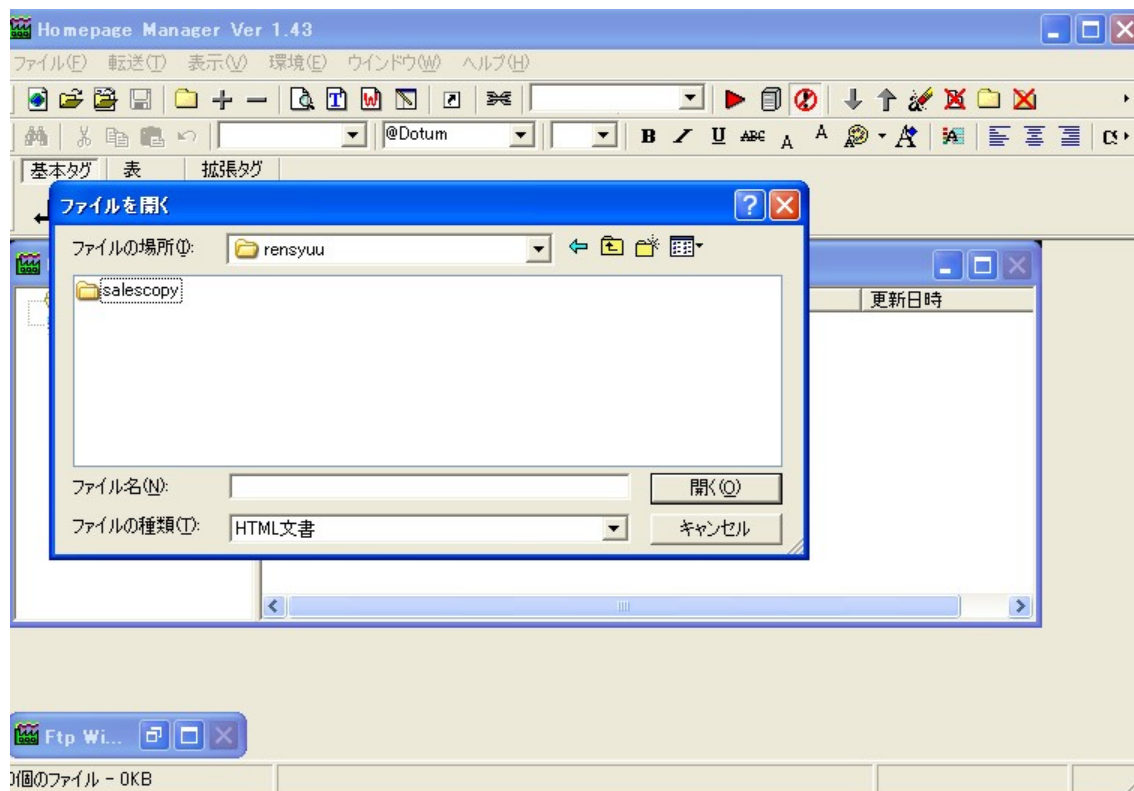 Homepage Manager Ver 1.43
ファイル(F) 転送(T) 表示(V) 環境(E) ウインドウ(W) ヘルプ(H)
@Dotum B U ABC A A
基本タグ 表 拡張タグ
ファイルを開く
ファイルの場所(I): rensyuu
salescopy
更新日時
ファイル名(N): 開く(O)
ファイルの種類(T): HTML文書 キャンセル
Ftp Wi...
個のファイル - 0KB